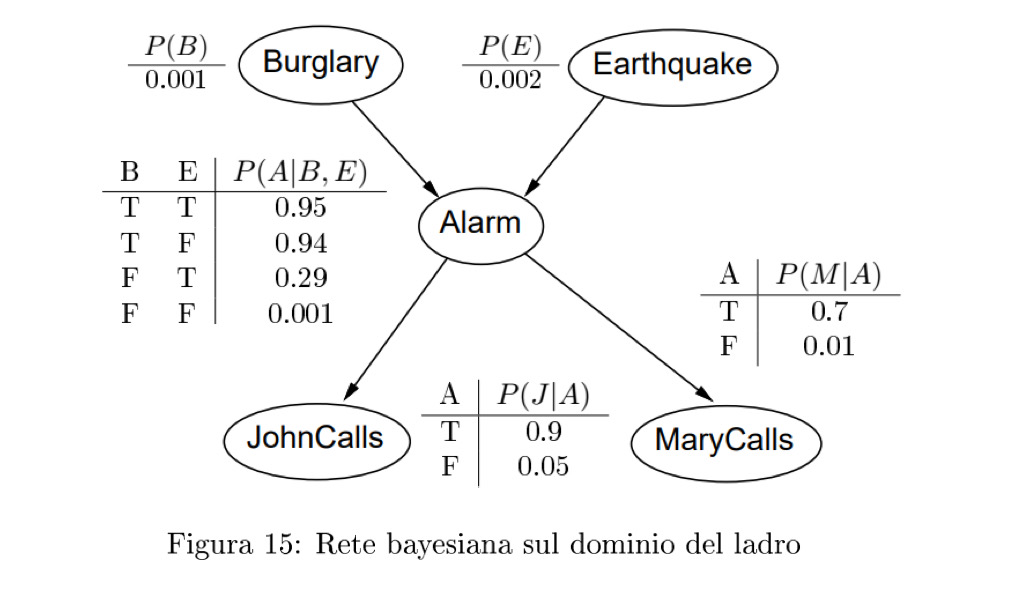 P(B)
0.001
Burglary
P(E)
0.002
Earthquake
B E P(A|B, E)
T T 0.95
T F 0.94
F T 0.29
F F 0.001
Alarm
A P(M|A)
T 0.7
F 0.01
JohnCalls
A P(J|A)
T 0.9
F 0.05
MaryCalls
Figura 15: Rete bayesiana sul dominio del ladro